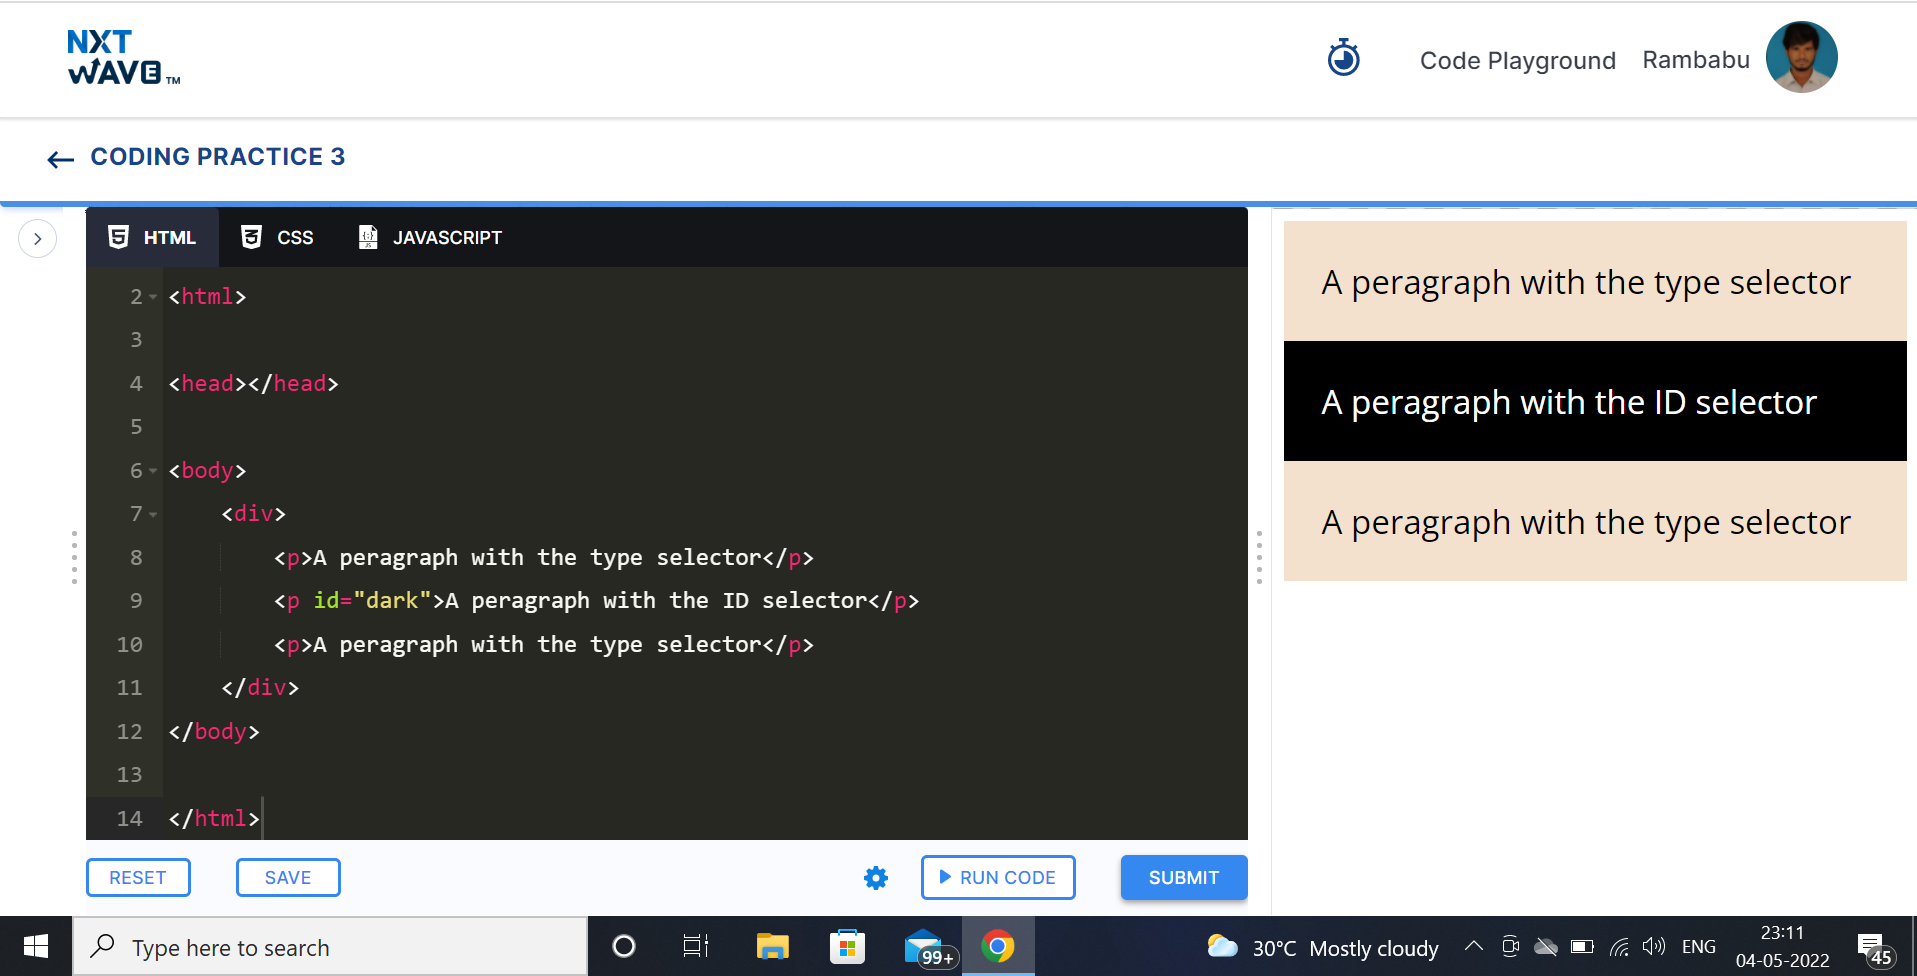 NXT
WAVE TM
Code Playground
Rambabu
CODING PRACTICE 3
HTML
CSS
JAVASCRIPT
2 <html>
3
4 <head></head>
5
6 <body>
7 <div>
8 <p>A peragraph with the type selector</p>
9 <p id="dark">A peragraph with the ID selector</p>
10 <p>A peragraph with the type selector</p>
11 </div>
12 </body>
13
14 </html>
A peragraph with the type selector
A peragraph with the ID selector
A peragraph with the type selector
RESET
SAVE
RUN CODE
SUBMIT
Type here to search
99+
30°C Mostly cloudy
ENG
23:11
04-05-2022
45